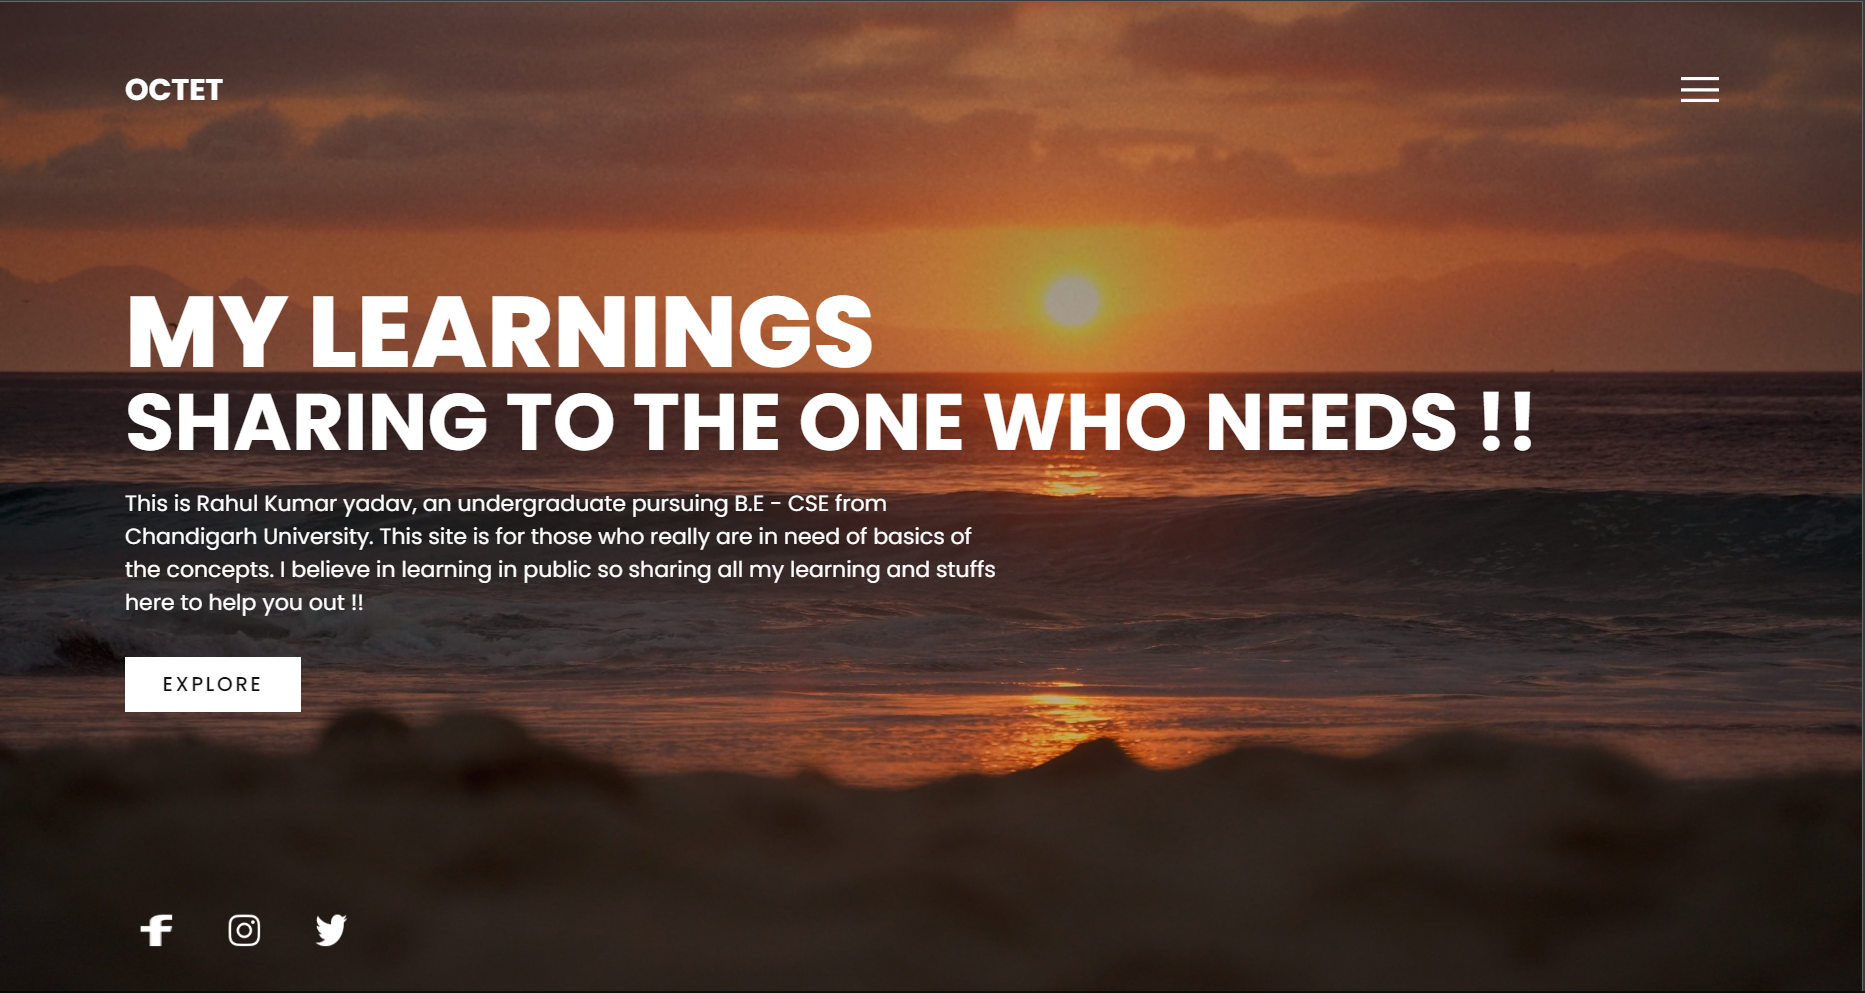 OCTET
MY LEARNINGS
SHARING TO THE ONE WHO NEEDS !!
This is Rahul Kumar yadav, an undergraduate pursuing B.E - CSE from
Chandigarh University. This site is for those who really are in need of basics of
the concepts. I believe in learning in public so sharing all my learning and stuffs
here to help you out !!
EXPLORE